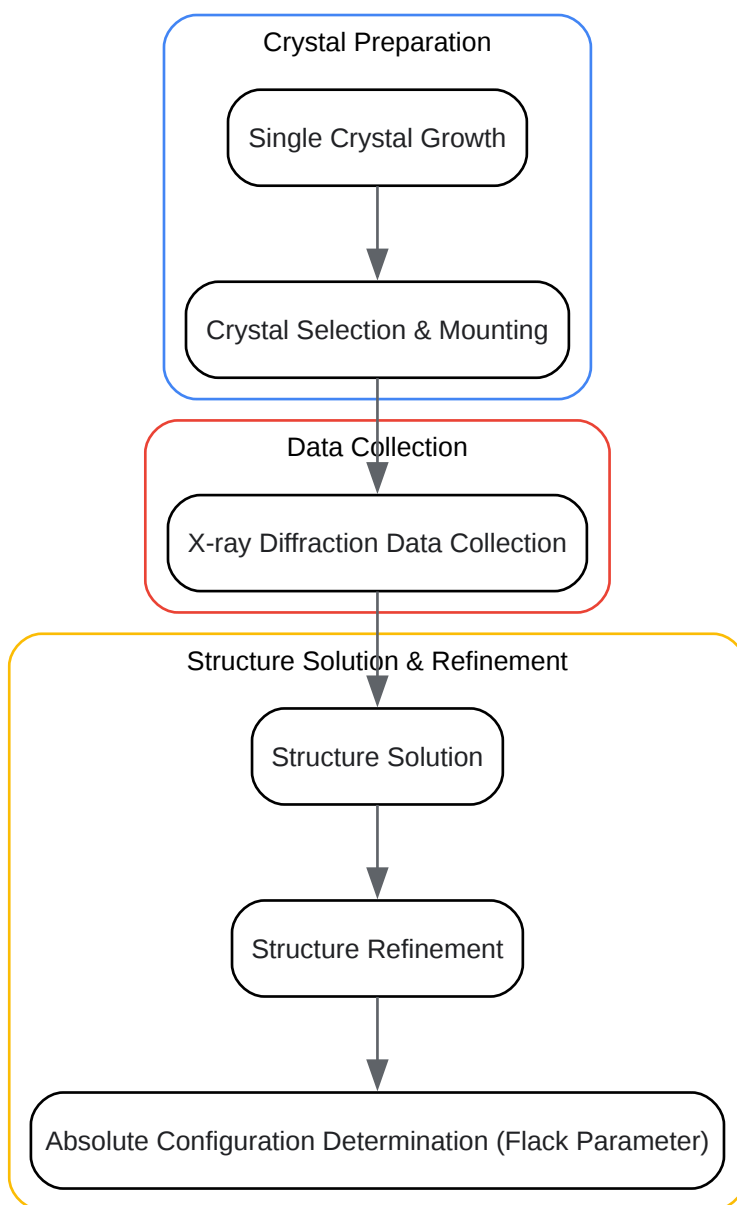 Crystal Preparation
Single Crystal Growth
Crystal Selection & Mounting
Data Collection
X-ray Diffraction Data Collection
Structure Solution & Refinement
Structure Solution
Structure Refinement
Absolute Configuration Determination (Flack Parameter)